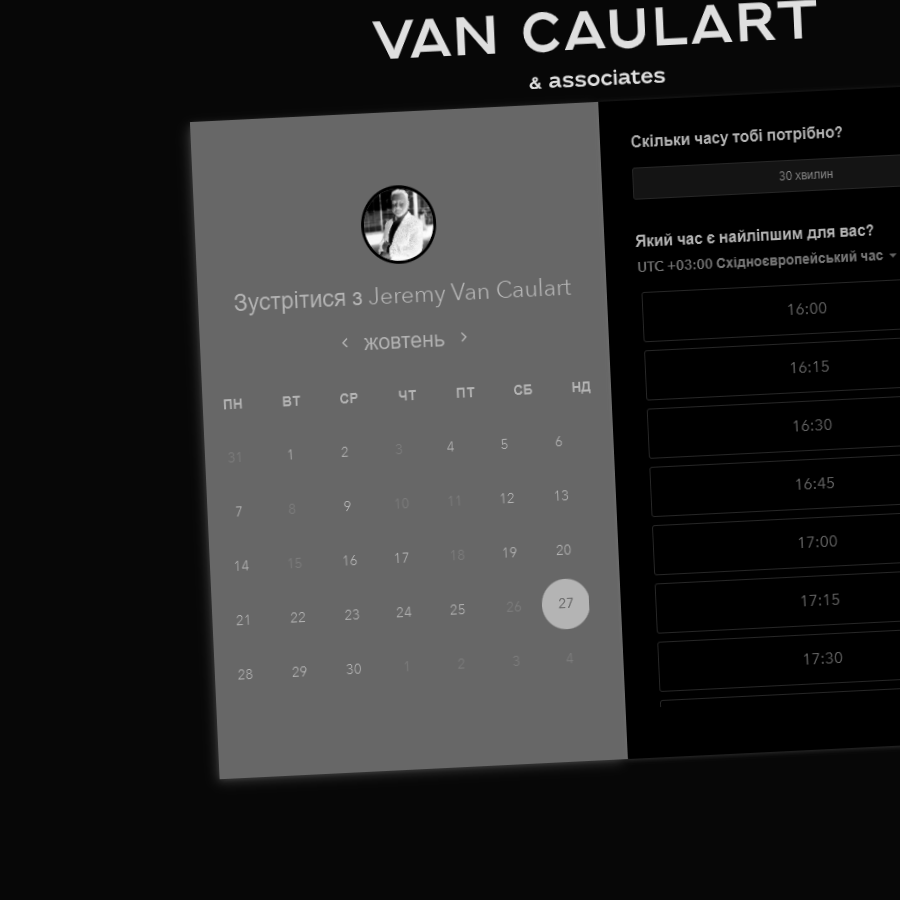 VAN CAULART
& associates
Зустрітися з Jeremy Van Caulart
жовтень
ПН ВТ СР ЧТ ПТ СБ НД
31 1 2 3 4 5 6
7 8 9 10 11 12 13
14 15 16 17 18 19 20
21 22 23 24 25 26 27
28 29 30 1 2 3 4
Скільки часу тобі потрібно?
30 хвилин
Який час є найліпшим для вас?
UTC +03:00 Східноєвропейський час
16:00
16:15
16:30
16:45
17:00
17:15
17:30